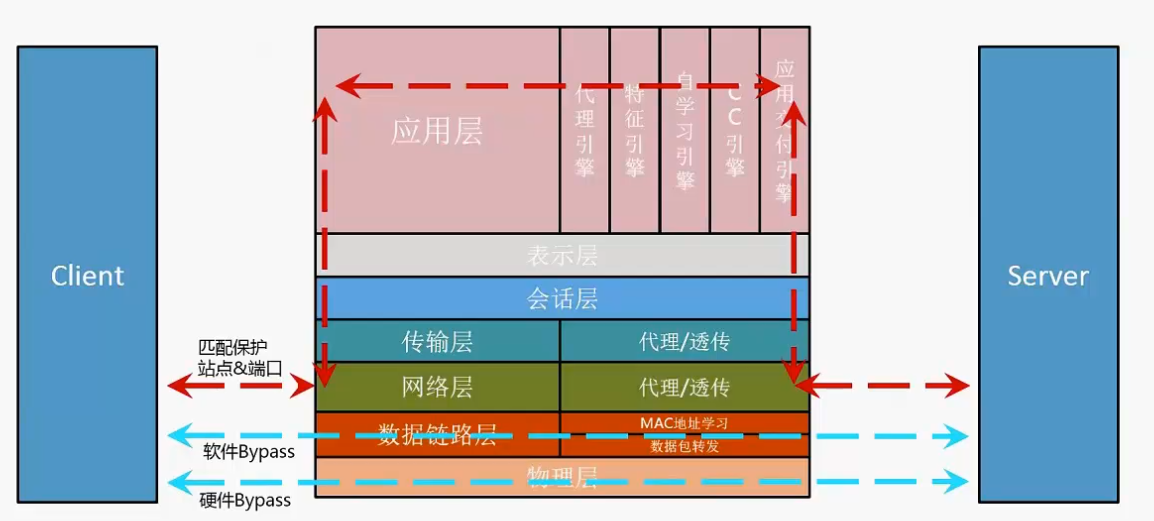 Client
应用层
代理引擎
特征引擎
自学习引擎
CC引擎
应用交付引擎
表示层
会话层
传输层
代理/透传
网络层
代理/透传
数据链路层
MAC地址学习
数据包转发
物理层
匹配保护
站点&端口
软件Bypass
硬件Bypass
Server